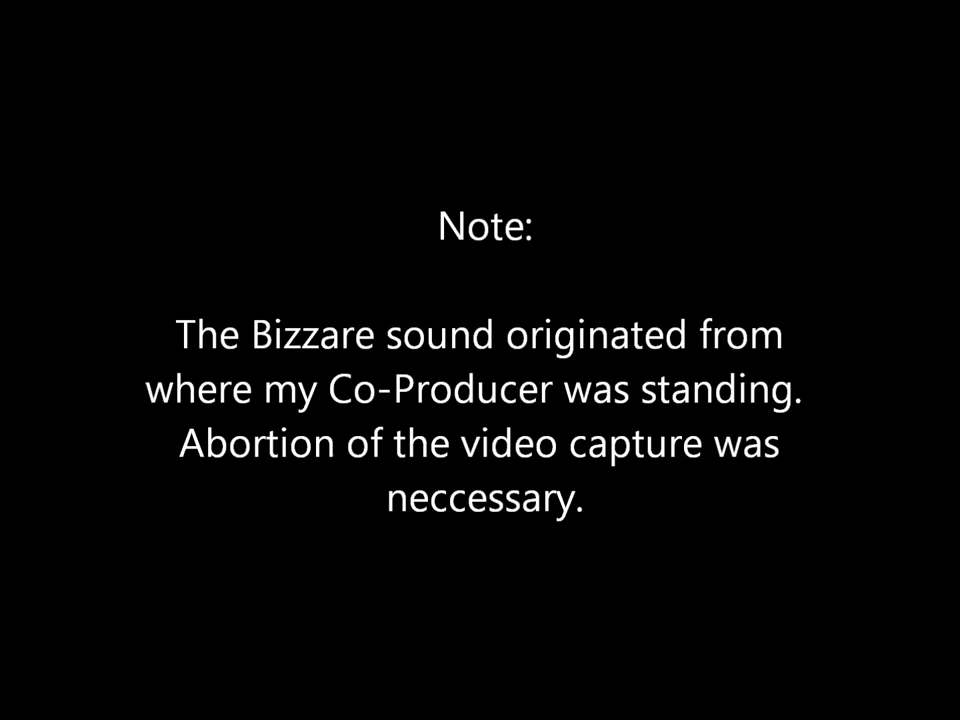 Note:
The Bizzare sound originated from
where my Co-Producer was standing.
Abortion of the video capture was
neccessary.